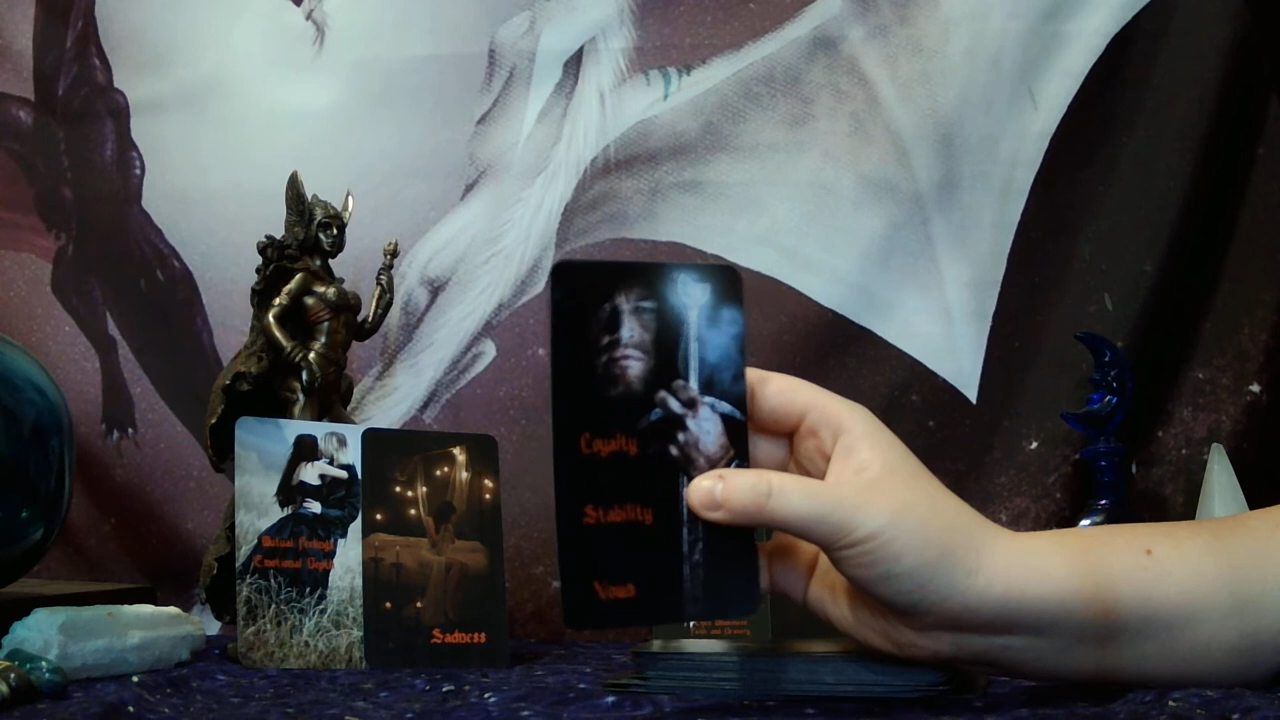 Mutual Feelings
Emotional Depth
Sadness
Loyalty
Stability
Vows